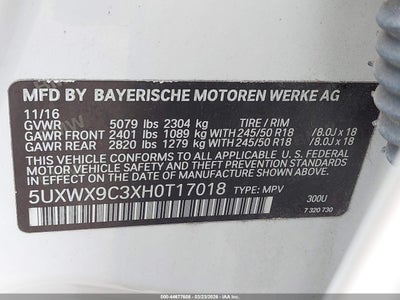 MFD BY BAYERISCHE MOTOREN WERKE AG
11/16
GVWR 5079 lbs 2304 kg TIRE / RIM
GAWR FRONT 2401 lbs 1089 kg WITH 245/50 R18 /8.0J x 18
GAWR REAR 2820 lbs 1279 kg WITH 245/50 R18 /8.0J x 18
THIS VEHICLE CONFORMS TO ALL APPLICABLE U.S. FEDERAL
MOTOR VEHICLE SAFETY AND THEFT PREVENTION STANDARDS
IN EFFECT ON THE DATE OF MANUFACTURE SHOWN ABOVE.
5UXWX9C3XH0T17018 TYPE: MPV
300U
7 320 730